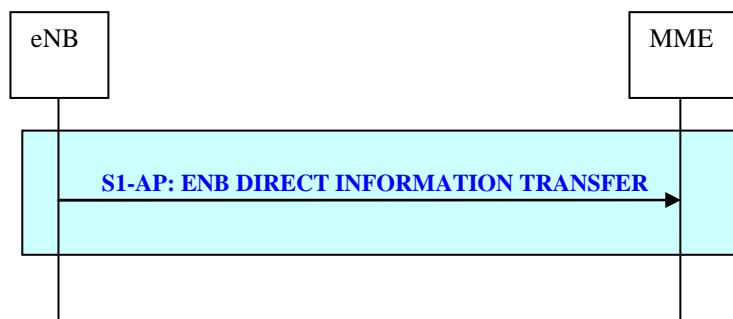 eNB
MME
S1-AP: ENB DIRECT INFORMATION TRANSFER